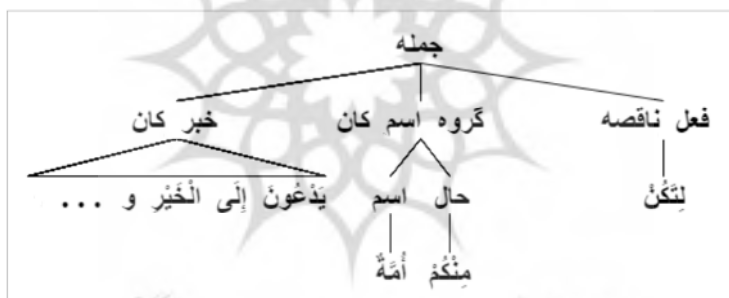 جمله
فعل ناقصه گروه اسم کان خبر کان
لِتَكُنْ حال اسم يَدْعُونَ إِلَى الْخَيْرِ و ...
مِنْكُمْ أُمَّةٌ